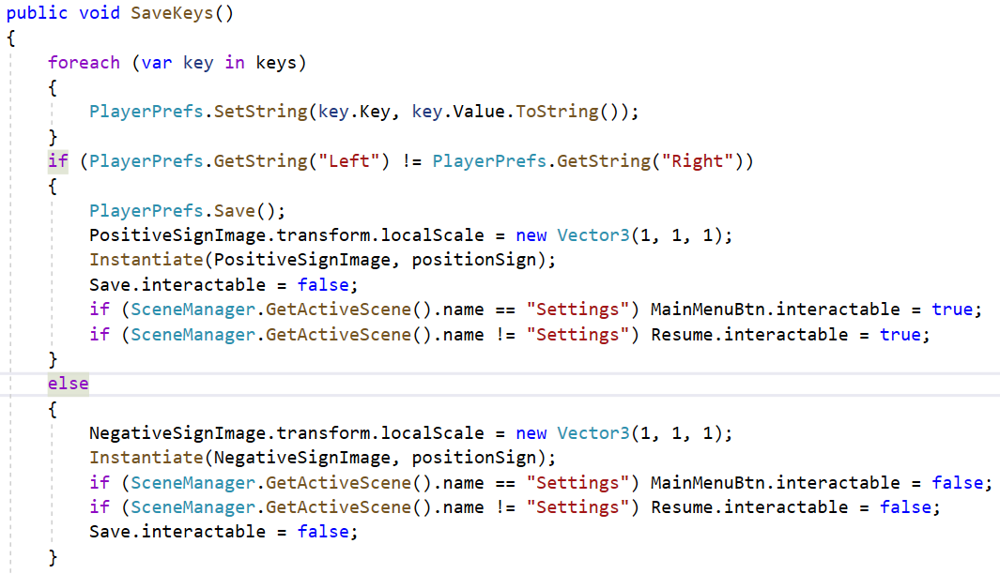 public void SaveKeys()
{
    foreach (var key in keys)
    {
        PlayerPrefs.SetString(key.Key, key.Value.ToString());
    }
    if (PlayerPrefs.GetString("Left") != PlayerPrefs.GetString("Right"))
    {
        PlayerPrefs.Save();
        PositiveSignImage.transform.localScale = new Vector3(1, 1, 1);
        Instantiate(PositiveSignImage, positionSign);
        Save.interactable = false;
        if (SceneManager.GetActiveScene().name == "Settings") MainMenuBtn.interactable = true;
        if (SceneManager.GetActiveScene().name != "Settings") Resume.interactable = true;
    }
    else
    {
        NegativeSignImage.transform.localScale = new Vector3(1, 1, 1);
        Instantiate(NegativeSignImage, positionSign);
        if (SceneManager.GetActiveScene().name == "Settings") MainMenuBtn.interactable = false;
        if (SceneManager.GetActiveScene().name != "Settings") Resume.interactable = false;
        Save.interactable = false;
    }